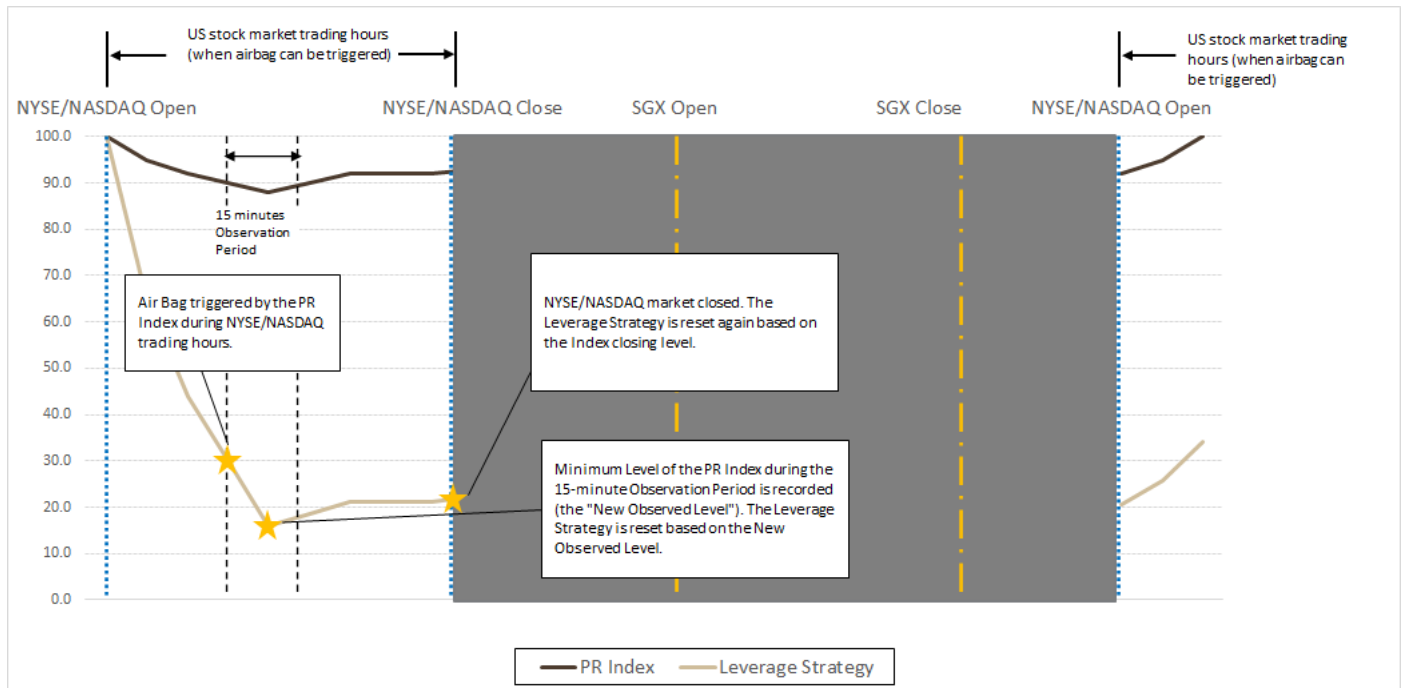 US stock market trading hours
(when airbag can be triggered)
US stock market trading
hours (when airbag can
be triggered)
NYSE/NASDAQ Open
NYSE/NASDAQ Close
SGX Open
SGX Close
NYSE/NASDAQ Open
100.0
90.0
80.0
70.0
60.0
50.0
40.0
30.0
20.0
10.0
0.0
15 minutes
Observation
Period
Air Bag triggered by the PR
Index during NYSE/NASDAQ
trading hours.
NYSE/NASDAQ market closed. The
Leverage Strategy is reset again based on
the Index closing level.
Minimum Level of the PR Index during the
15-minute Observation Period is recorded
(the "New Observed Level"). The Leverage
Strategy is reset based on the New
Observed Level.
PR Index
Leverage Strategy